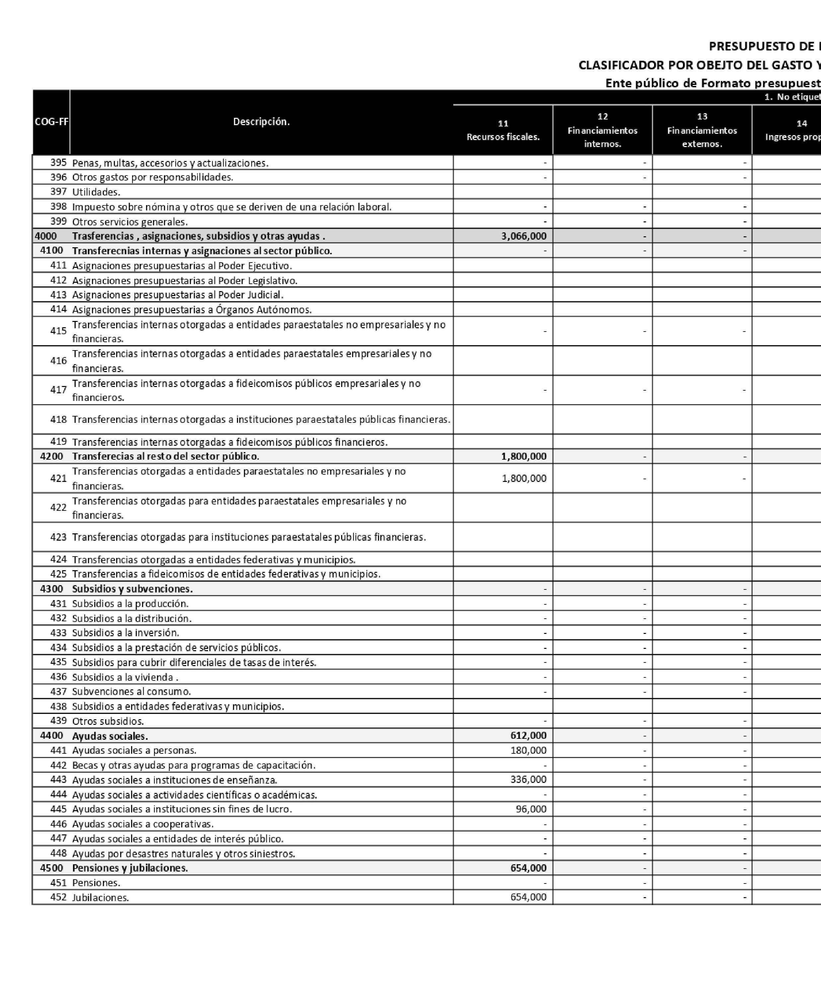 PRESUPUESTO DE
CLASIFICADOR POR OBEJTO DEL GASTO Y
Ente público de Formato presupuest
1. No etiquet
COG-FF Descripción. 11 Recursos fiscales. 12 Financiamientos internos. 13 Financiamientos externos. 14 Ingresos prop
395 Penas, multas, accesorios y actualizaciones. - - -
396 Otros gastos por responsabilidades. - - -
397 Utilidades.
398 Impuesto sobre nómina y otros que se deriven de una relación laboral. - - -
399 Otros servicios generales. - - -
4000 Trasferencias , asignaciones, subsidios y otras ayudas . 3,066,000 - -
4100 Transferecnias internas y asignaciones al sector público. - - -
411 Asignaciones presupuestarias al Poder Ejecutivo.
412 Asignaciones presupuestarias al Poder Legislativo.
413 Asignaciones presupuestarias al Poder Judicial.
414 Asignaciones presupuestarias a Órganos Autónomos.
415 Transferencias internas otorgadas a entidades paraestatales no empresariales y no
financieras. - - -
416 Transferencias internas otorgadas a entidades paraestatales empresariales y no
financieras.
417 Transferencias internas otorgadas a fideicomisos públicos empresariales y no
financieros. - - -
418 Transferencias internas otorgadas a instituciones paraestatales públicas financieras.
419 Transferencias internas otorgadas a fideicomisos públicos financieros.
4200 Transferecias al resto del sector público. 1,800,000 - -
421 Transferencias otorgadas a entidades paraestatales no empresariales y no
financieras. 1,800,000 - -
422 Transferencias otorgadas para entidades paraestatales empresariales y no
financieras.
423 Transferencias otorgadas para instituciones paraestatales públicas financieras.
424 Transferencias otorgadas a entidades federativas y municipios.
425 Transferencias a fideicomisos de entidades federativas y municipios.
4300 Subsidios y subvenciones. - - -
431 Subsidios a la producción. - - -
432 Subsidios a la distribución. - - -
433 Subsidios a la inversión. - - -
434 Subsidios a la prestación de servicios públicos. - - -
435 Subsidios para cubrir diferenciales de tasas de interés. - - -
436 Subsidios a la vivienda . - - -
437 Subvenciones al consumo. - - -
438 Subsidios a entidades federativas y municipios.
439 Otros subsidios. - - -
4400 Ayudas sociales. 612,000 - -
441 Ayudas sociales a personas. 180,000 - -
442 Becas y otras ayudas para programas de capacitación. - - -
443 Ayudas sociales a instituciones de enseñanza. 336,000 - -
444 Ayudas sociales a actividades científicas o académicas. - - -
445 Ayudas sociales a instituciones sin fines de lucro. 96,000 - -
446 Ayudas sociales a cooperativas. - - -
447 Ayudas sociales a entidades de interés público. - - -
448 Ayudas por desastres naturales y otros siniestros. - - -
4500 Pensiones y jubilaciones. 654,000 - -
451 Pensiones. - - -
452 Jubilaciones. 654,000 - -